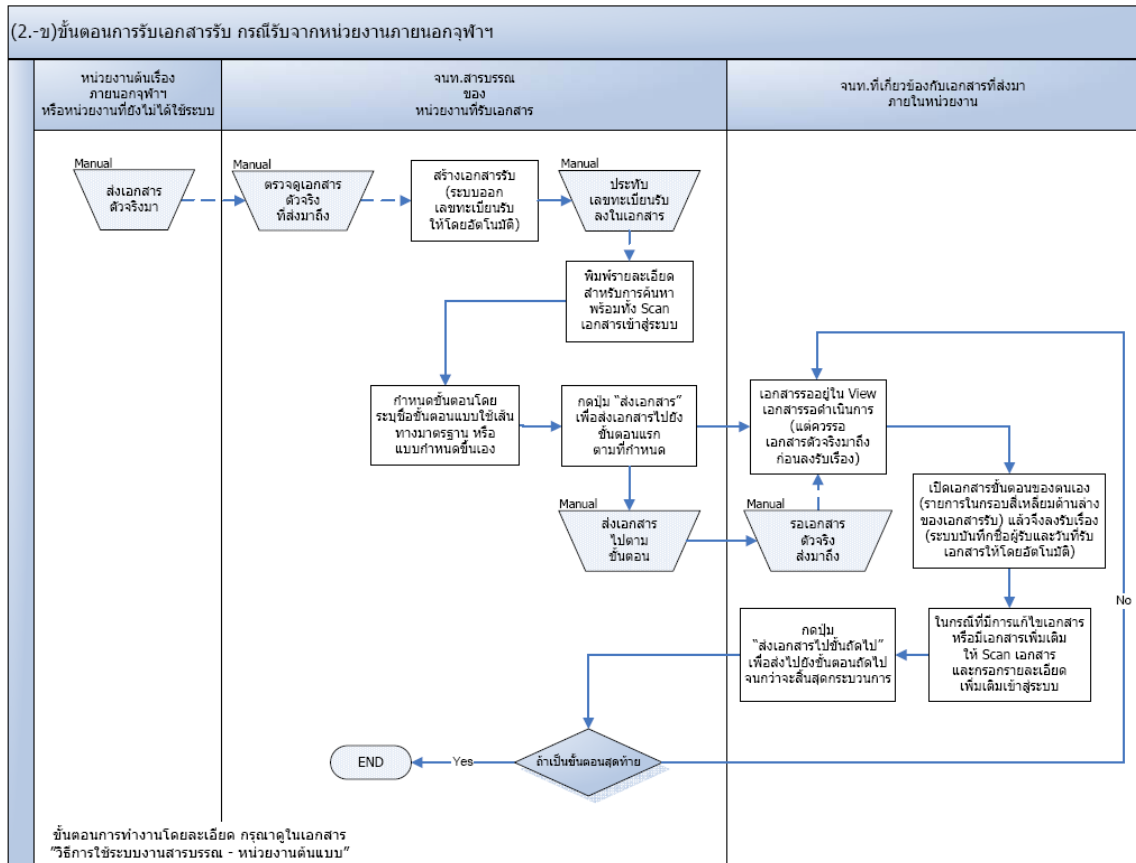 (2.-ข)ขั้นตอนการรับเอกสารรับ กรณีรับจากหน่วยงานภายนอกจุฬาฯ
หน่วยงานต้นเรื่อง
ภายนอกจุฬาฯ
หรือหน่วยงานที่ยังไม่ได้ใช้ระบบ
จนท.สารบรรณ
ของ
หน่วยงานที่รับเอกสาร
จนท.ที่เกี่ยวข้องกับเอกสารที่ส่งมา
ภายในหน่วยงาน
Manual
ส่งเอกสาร
ตัวจริงมา
Manual
ตรวจดูเอกสาร
ตัวจริง
ที่ส่งมาถึง
สร้างเอกสารรับ
(ระบบออก
เลขทะเบียนรับ
ให้โดยอัตโนมัติ)
Manual
ประทับ
เลขทะเบียนรับ
ลงในเอกสาร
พิมพ์รายละเอียด
สำหรับการค้นหา
พร้อมทั้ง Scan
เอกสารเข้าสู่ระบบ
กำหนดขั้นตอนโดย
ระบุชื่อขั้นตอนแบบใช้เส้น
ทางมาตรฐาน หรือ
แบบกำหนดขึ้นเอง
กดปุ่ม “ส่งเอกสาร”
เพื่อส่งเอกสารไปยัง
ขั้นตอนแรก
ตามที่กำหนด
เอกสารรออยู่ใน View
เอกสารรอดำเนินการ
(แต่ควรรอ
เอกสารตัวจริงมาถึง
ก่อนลงรับเรื่อง)
Manual
ส่งเอกสาร
ไปตาม
ขั้นตอน
Manual
รอเอกสาร
ตัวจริง
ส่งมาถึง
เปิดเอกสารขั้นตอนของตนเอง
(รายการในกรอบสี่เหลี่ยมด้านล่าง
ของเอกสารรับ) แล้วจึงลงรับเรื่อง
(ระบบบันทึกชื่อผู้รับและวันที่รับ
เอกสารให้โดยอัตโนมัติ)
No
ในกรณีที่มีการแก้ไขเอกสาร
หรือมีเอกสารเพิ่มเติม
ให้ Scan เอกสาร
และกรอกรายละเอียด
เพิ่มเติมเข้าสู่ระบบ
กดปุ่ม
“ส่งเอกสารไปขั้นถัดไป”
เพื่อส่งไปยังขั้นตอนถัดไป
จนกว่าจะสิ้นสุดกระบวนการ
ถ้าเป็นขั้นตอนสุดท้าย
Yes
END
ขั้นตอนการทำงานโดยละเอียด กรุณาดูในเอกสาร
"วิธีการใช้ระบบงานสารบรรณ - หน่วยงานต้นแบบ"